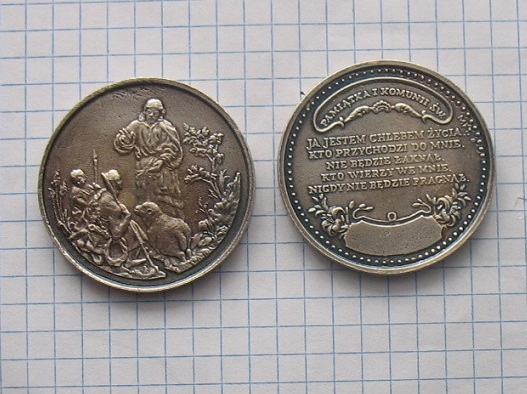 PAMIĄTKA I KOMUNII ŚW.
JA JESTEM CHLEBEM ŻYCIA.
KTO PRZYCHODZI DO MNIE,
NIE BĘDZIE ŁAKNĄŁ,
KTO WIERZY WE MNIE,
NIGDY NIE BĘDZIE PRAGNĄŁ.